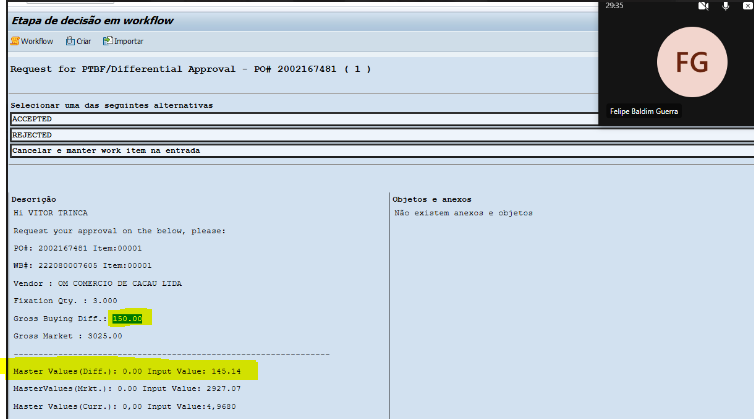 Etapa de decisão em workflow
Workflow Criar Importar
29:35
FG
Felipe Baldim Guerra
Request for PTBF/Differential Approval - PO# 2002167481 ( 1 )
Selecionar uma das seguintes alternativas
ACCEPTED
REJECTED
Cancelar e manter work item na entrada
Descrição
Hi VITOR TRINCA
Request your approval on the below, please:
PO#: 2002167481 Item:00001
WB#: 222080007605 Item:00001
Vendor : OM COMERCIO DE CACAU LTDA
Fixation Qty. : 3.000
Gross Buying Diff.: 150.00
Gross Market : 3025.00
----------------------------------------------------------------
Master Values(Diff.): 0.00 Input Value: 145.14
MasterValues(Mrkt.): 0.00 Input Value: 2927.07
Master Values(Curr.): 0,00 Input Value:4,9680
Objetos e anexos
Não existem anexos e objetos